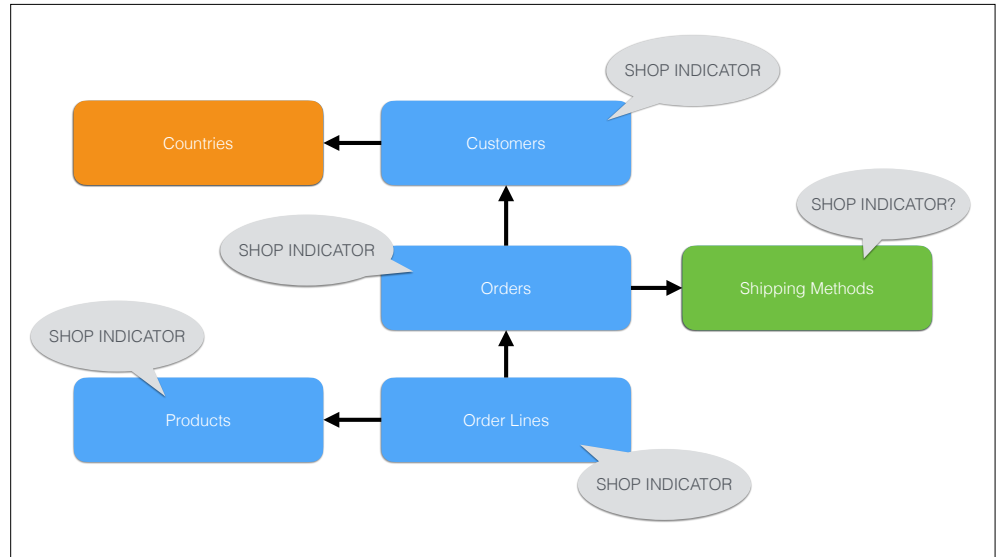 SHOP INDICATOR
Countries
Customers
SHOP INDICATOR?
SHOP INDICATOR
Orders
Shipping Methods
SHOP INDICATOR
Products
Order Lines
SHOP INDICATOR